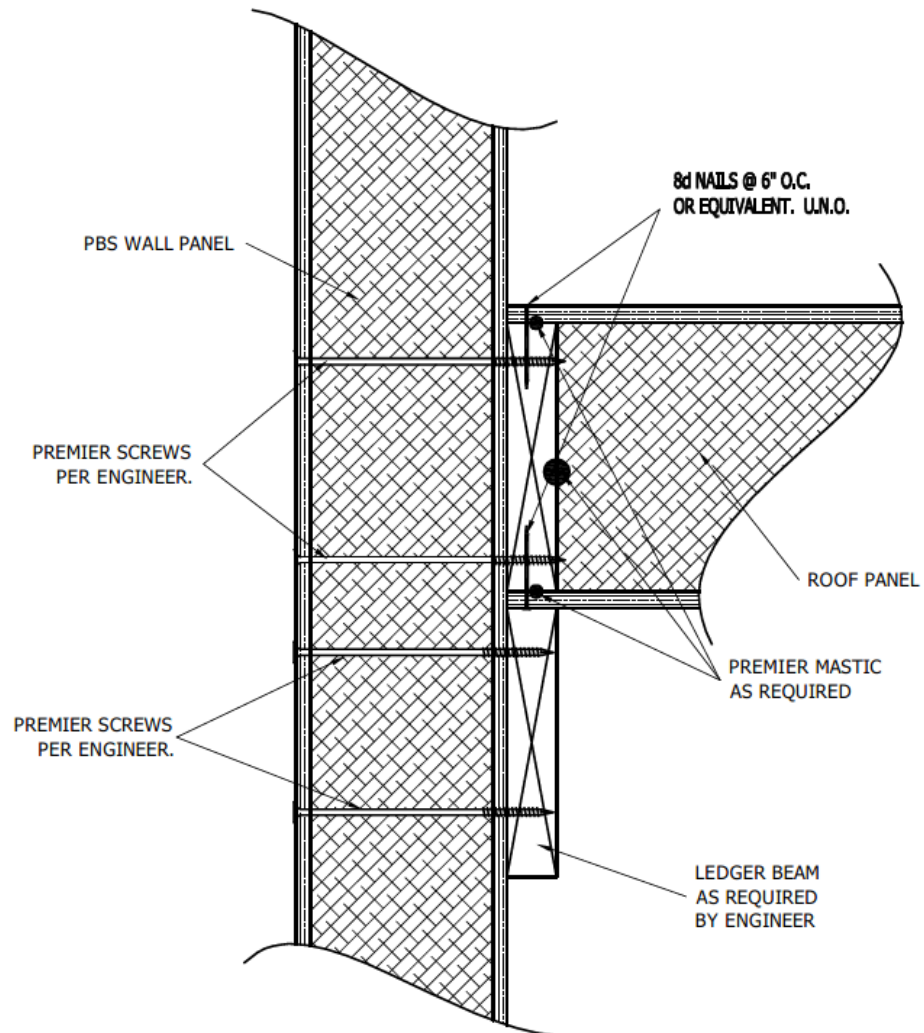 8d NAILS @ 6" O.C.
OR EQUIVALENT. U.N.O.
PBS WALL PANEL
PREMIER SCREWS
PER ENGINEER.
ROOF PANEL
PREMIER MASTIC
AS REQUIRED
PREMIER SCREWS
PER ENGINEER.
LEDGER BEAM
AS REQUIRED
BY ENGINEER